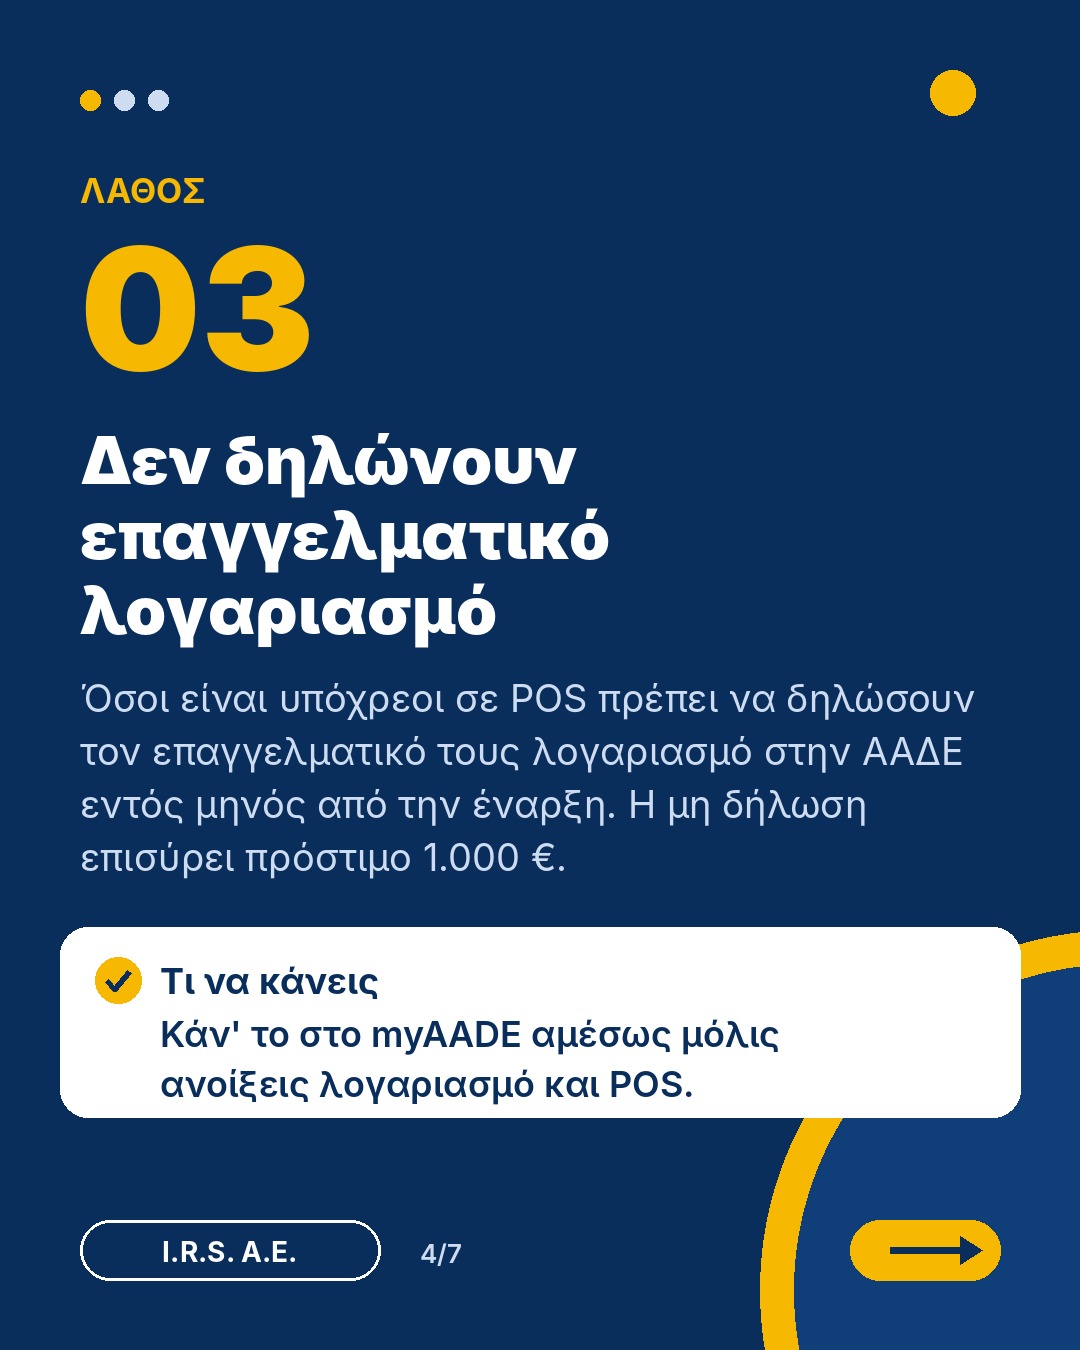 ΛΑΘΟΣ
03
Δεν δηλώνουν
επαγγελματικό
λογαριασμό
Όσοι είναι υπόχρεοι σε POS πρέπει να δηλώσουν
τον επαγγελματικό τους λογαριασμό στην ΑΑΔΕ
εντός μηνός από την έναρξη. Η μη δήλωση
επισύρει πρόστιμο 1.000 €.
Τι να κάνεις
Κάν' το στο myAADE αμέσως μόλις
ανοίξεις λογαριασμό και POS.
I.R.S. A.E.
4/7